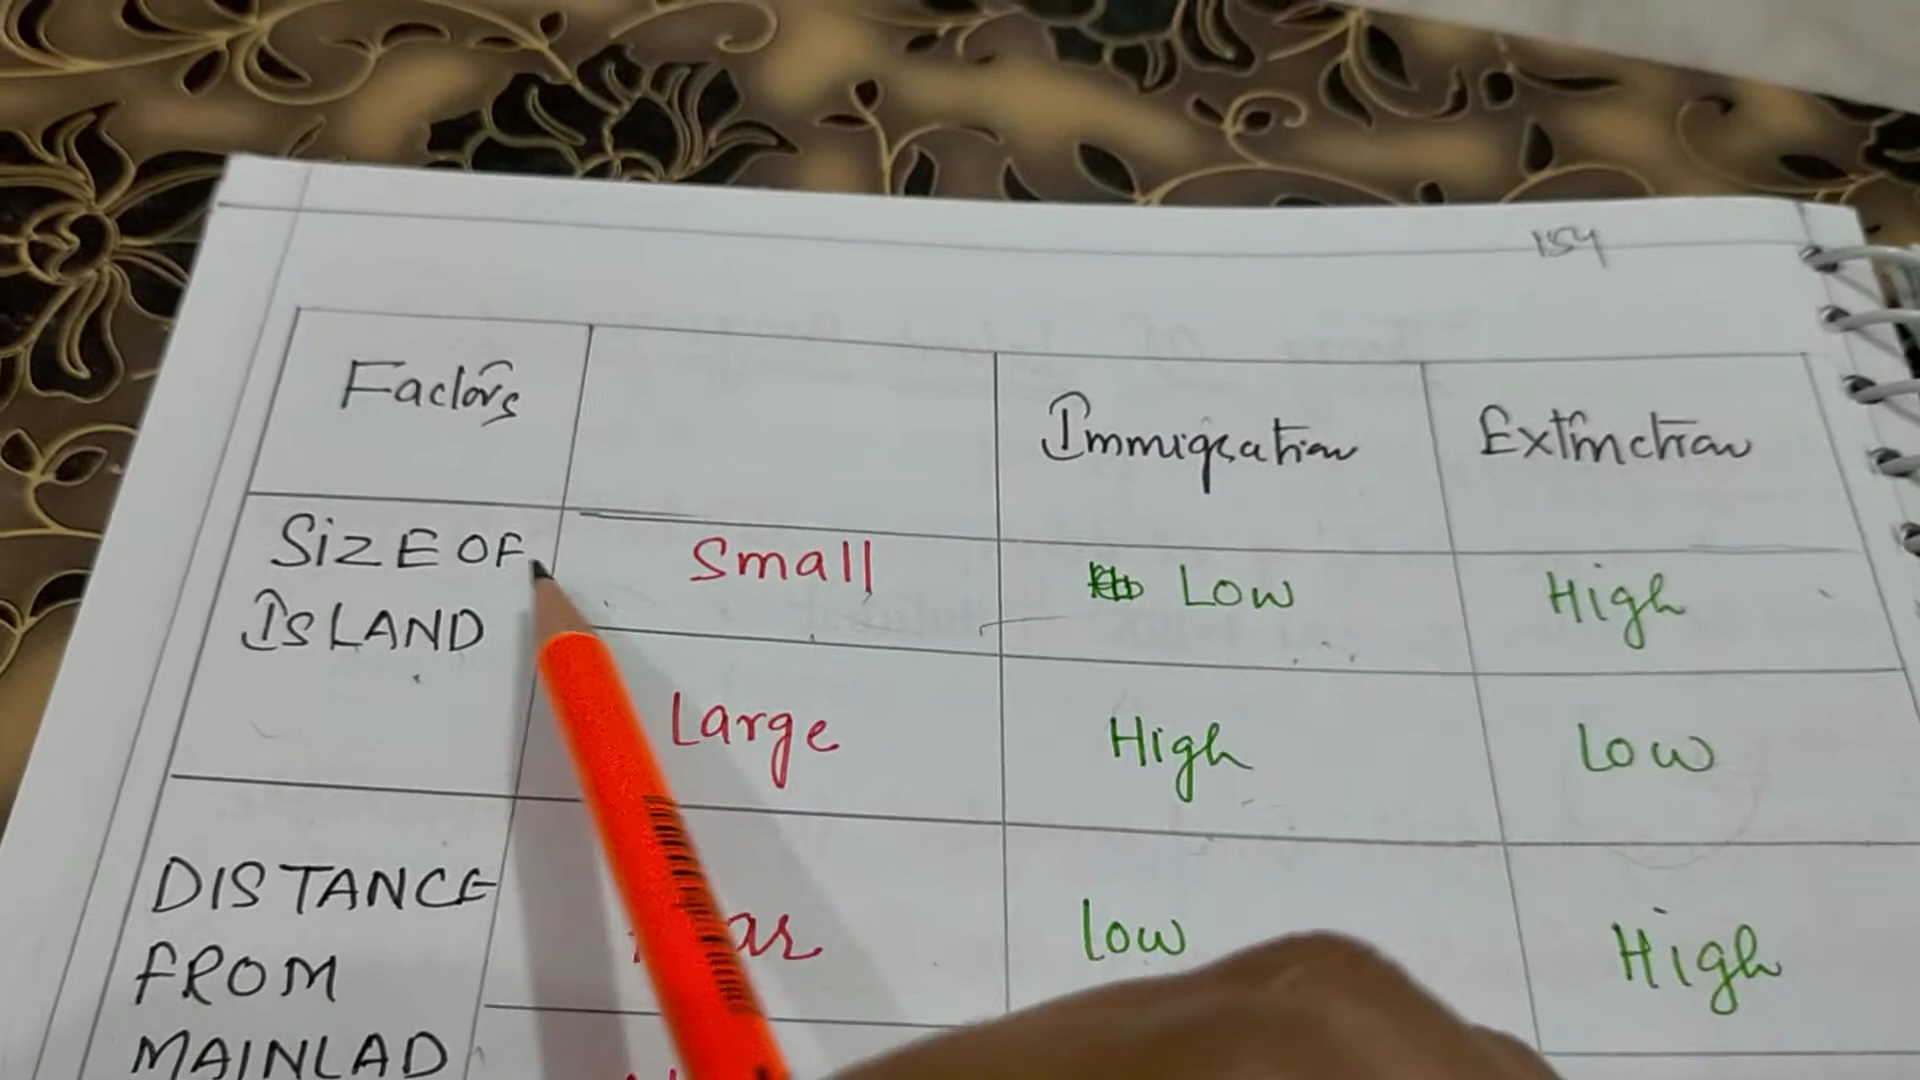 154
Factors Immigration Extinction
SIZE OF Small Low High
ISLAND
Large High Low
DISTANCE
FROM low High
MAINLAD